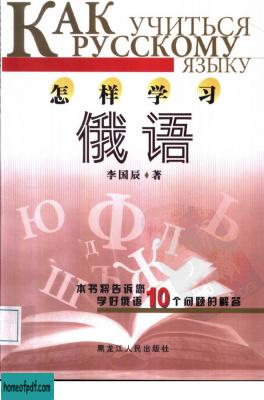 КАК УЧИТЬСЯ
РУССКОМУ
ЯЗЫКУ
怎样学习
俄语
李国辰·著
Ю Ф Л
Д
Ш Ъ Ж
本书将告诉您
学好俄语10个问题的解答
黑龙江人民出版社
homeofpdf.com